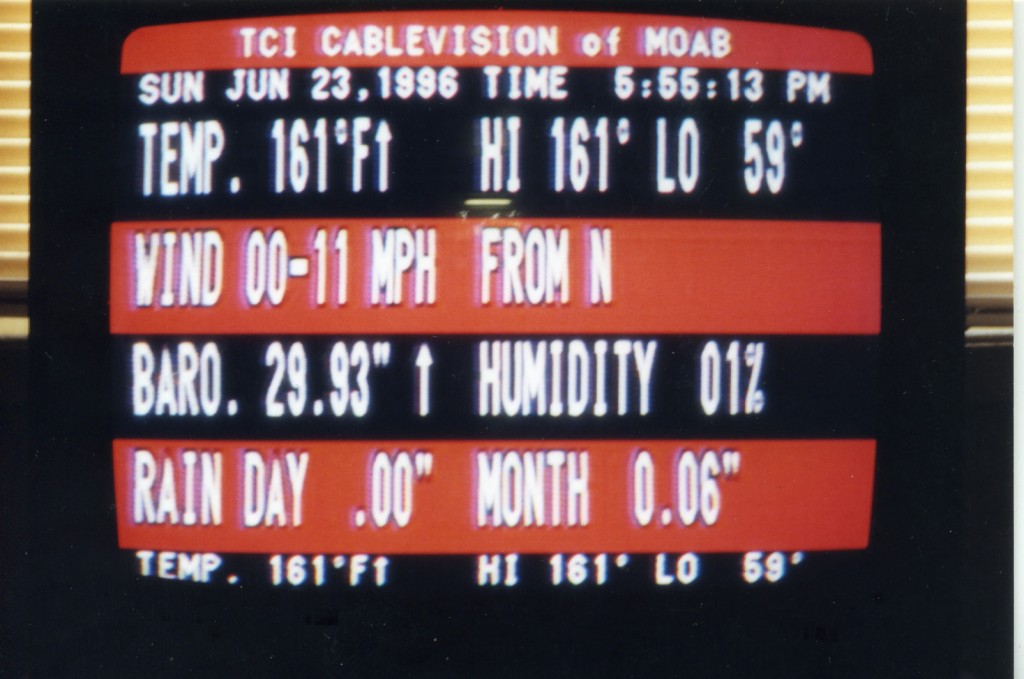 TCI CABLEVISION of MOAB
SUN JUN 23,1996 TIME 5:55:13 PM
TEMP. 161°F↑ HI 161° LO 59°
WIND 00-11 MPH FROM N
BARO. 29.93" ↑ HUMIDITY 01%
RAIN DAY .00" MONTH 0.06"
TEMP. 161°F↑ HI 161° LO 59°